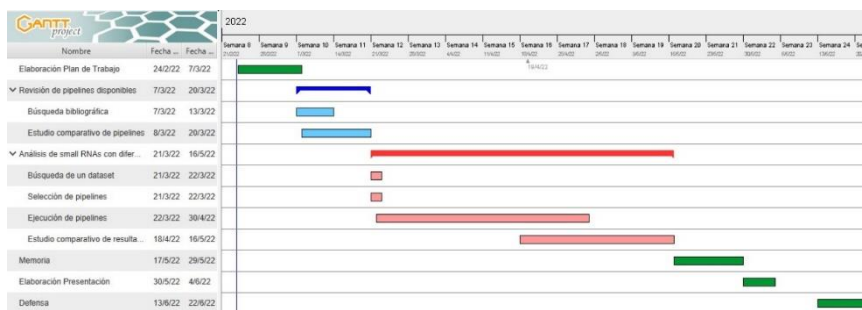 GANTT
project
2022
Nombre Fecha ... Fecha ...
Semana 8 Semana 9 Semana 10 Semana 11 Semana 12 Semana 13 Semana 14 Semana 15 Semana 16 Semana 17 Semana 18 Semana 19 Semana 20 Semana 21 Semana 22 Semana 23 Semana 24
18/4/22
Elaboración Plan de Trabajo 24/2/22 7/3/22
Revisión de pipelines disponibles 7/3/22 20/3/22
Búsqueda bibliográfica 7/3/22 13/3/22
Estudio comparativo de pipelines 8/3/22 20/3/22
Análisis de small RNAs con difer... 21/3/22 16/5/22
Búsqueda de un dataset 21/3/22 22/3/22
Selección de pipelines 21/3/22 22/3/22
Ejecución de pipelines 22/3/22 30/4/22
Estudio comparativo de resulta... 18/4/22 16/5/22
Memoria 17/5/22 29/5/22
Elaboración Presentación 30/5/22 4/6/22
Defensa 13/6/22 22/6/22